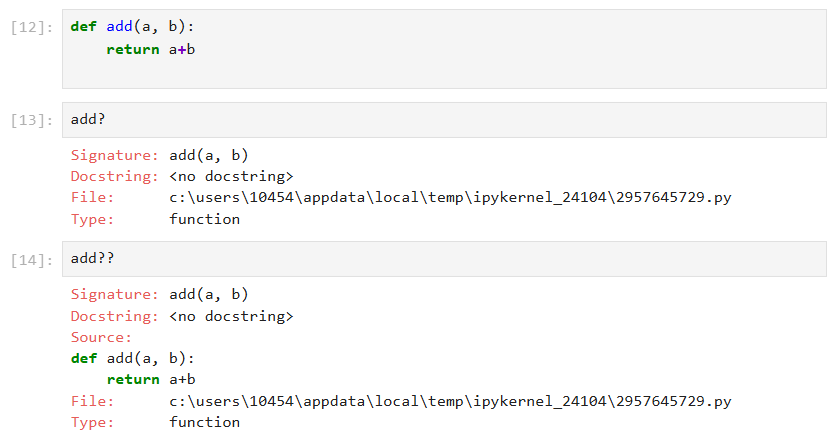 [12]: def add(a, b):
    return a+b
[13]: add?
Signature: add(a, b)
Docstring: <no docstring>
File:      c:\users\10454\appdata\local\temp\ipykernel_24104\2957645729.py
Type:      function
[14]: add??
Signature: add(a, b)
Docstring: <no docstring>
Source:
def add(a, b):
    return a+b
File:      c:\users\10454\appdata\local\temp\ipykernel_24104\2957645729.py
Type:      function